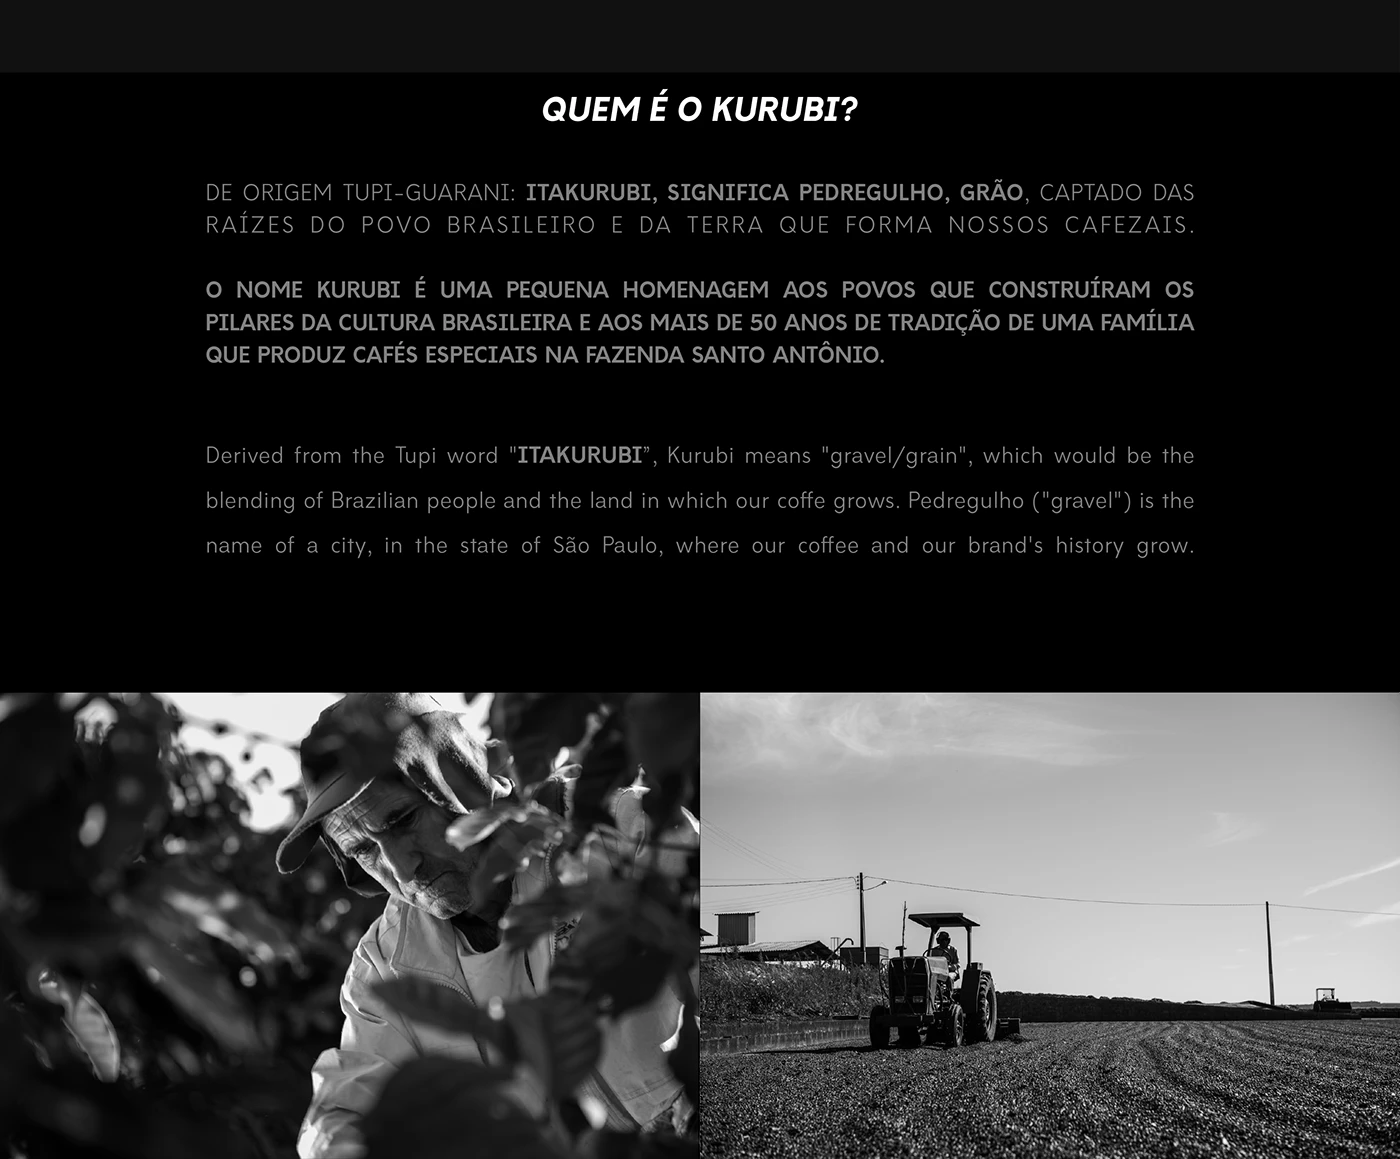 QUEM É O KURUBI?
DE ORIGEM TUPI-GUARANI: ITAKURUBI, SIGNIFICA PEDREGULHO, GRÃO, CAPTADO DAS
RAÍZES DO POVO BRASILEIRO E DA TERRA QUE FORMA NOSSOS CAFEZAIS.
O NOME KURUBI É UMA PEQUENA HOMENAGEM AOS POVOS QUE CONSTRUÍRAM OS
PILARES DA CULTURA BRASILEIRA E AOS MAIS DE 50 ANOS DE TRADIÇÃO DE UMA FAMÍLIA
QUE PRODUZ CAFÉS ESPECIAIS NA FAZENDA SANTO ANTÔNIO.
Derived from the Tupi word "ITAKURUBI”, Kurubi means "gravel/grain", which would be the
blending of Brazilian people and the land in which our coffe grows. Pedregulho ("gravel") is the
name of a city, in the state of São Paulo, where our coffee and our brand's history grow.